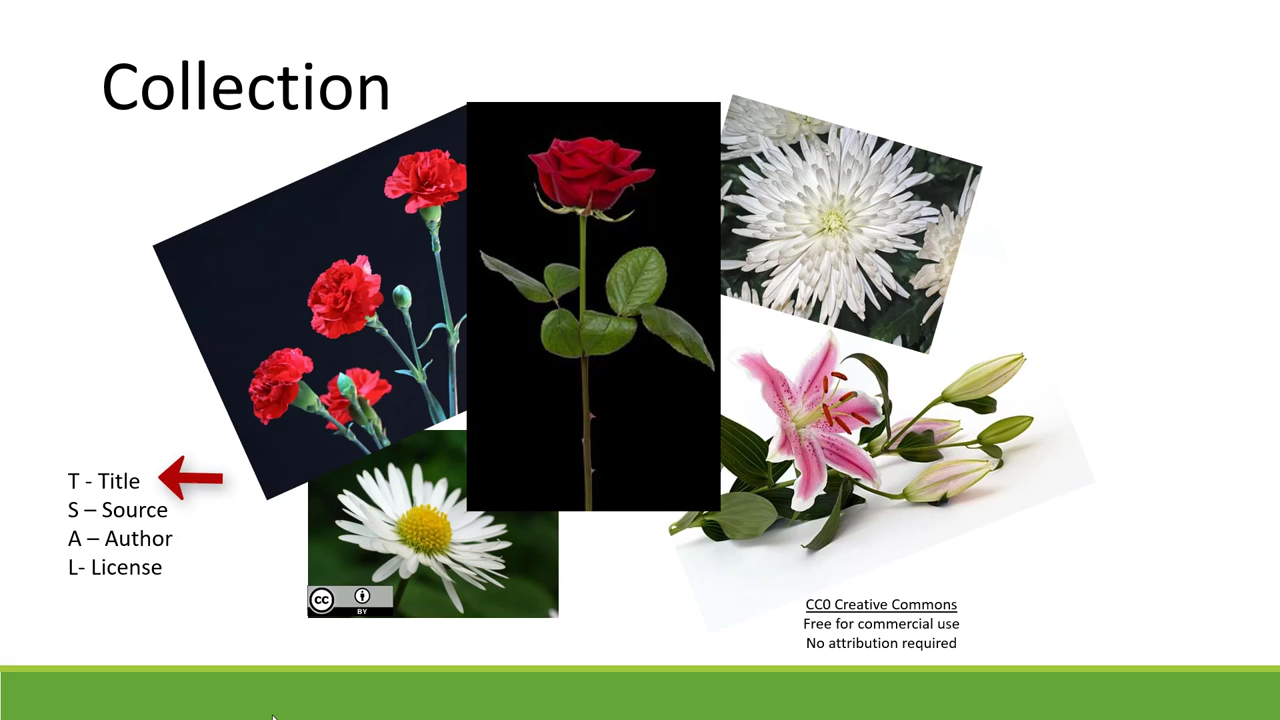 Collection
T - Title
S – Source
A – Author
L- License
cc
BY
CC0 Creative Commons
Free for commercial use
No attribution required